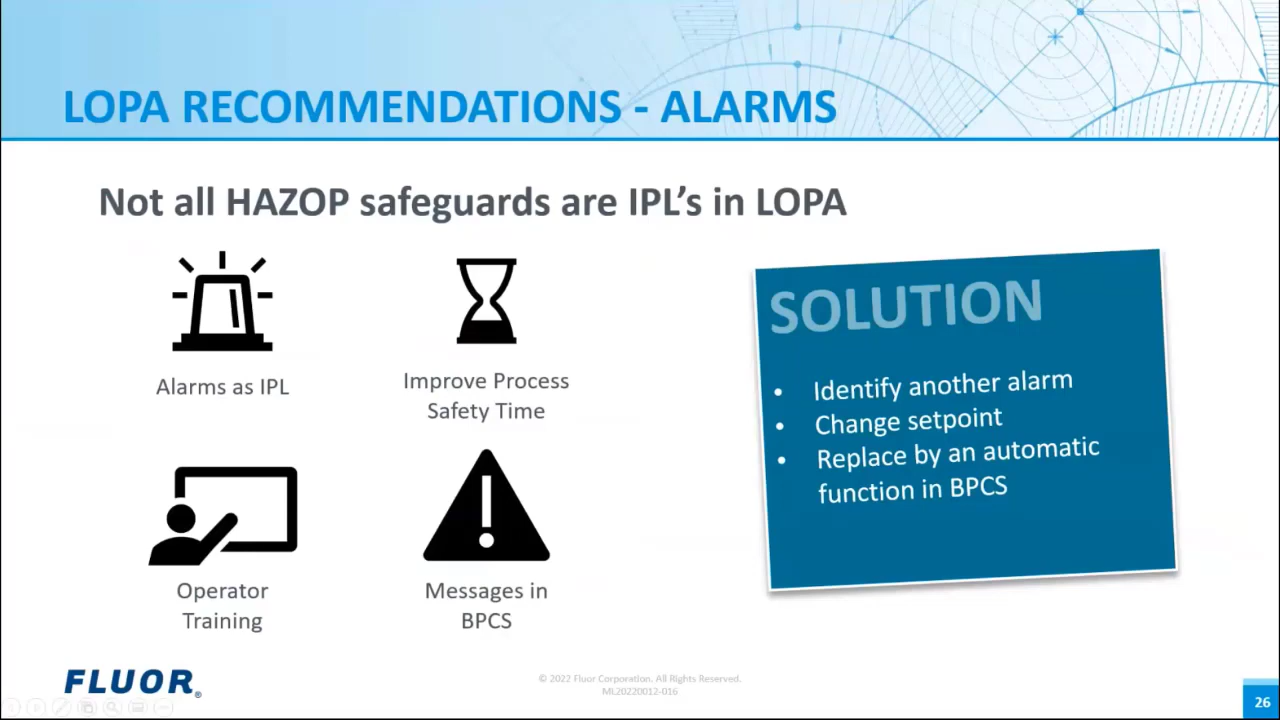 LOPA RECOMMENDATIONS - ALARMS
Not all HAZOP safeguards are IPL’s in LOPA
Alarms as IPL
Improve Process
Safety Time
Operator
Training
Messages in
BPCS
SOLUTION
• Identify another alarm
• Change setpoint
• Replace by an automatic
function in BPCS
FLUOR®
© 2022 Fluor Corporation. All Rights Reserved.
ML20220012-016
26